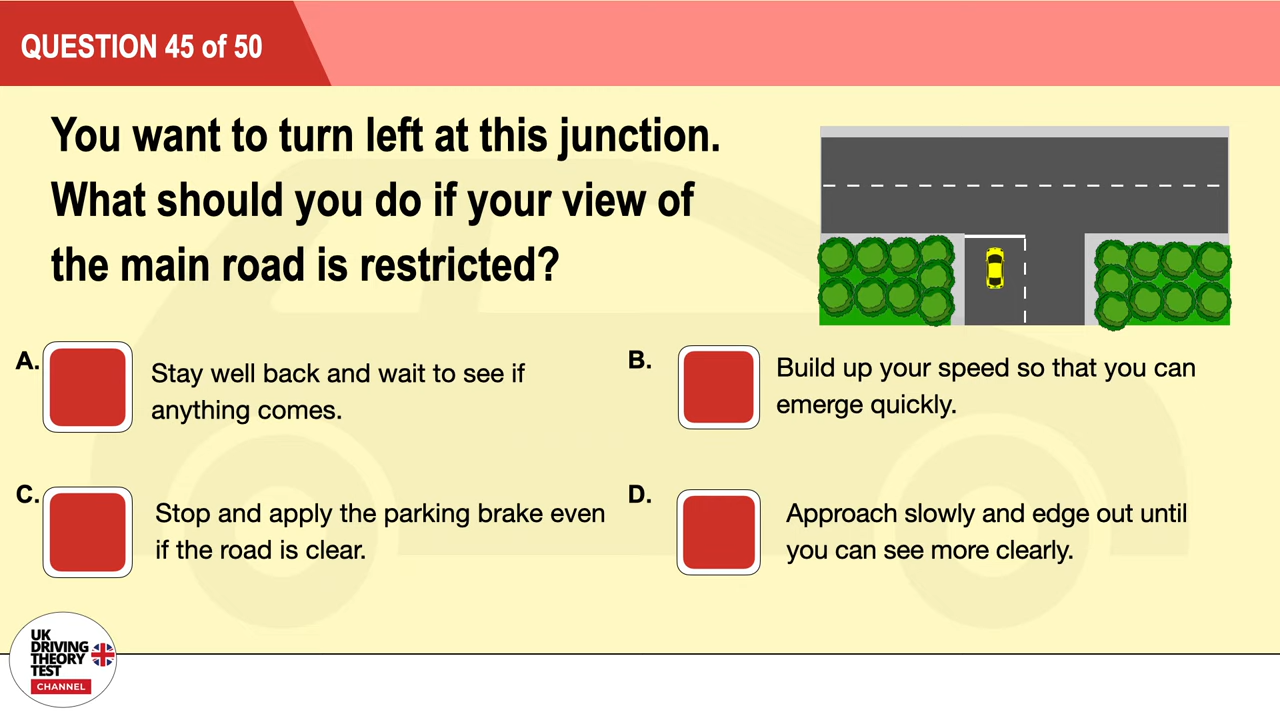 QUESTION 45 of 50
You want to turn left at this junction.
What should you do if your view of
the main road is restricted?
A.
Stay well back and wait to see if
anything comes.
B.
Build up your speed so that you can
emerge quickly.
C.
Stop and apply the parking brake even
if the road is clear.
D.
Approach slowly and edge out until
you can see more clearly.
UK
DRIVING
THEORY
TEST
CHANNEL